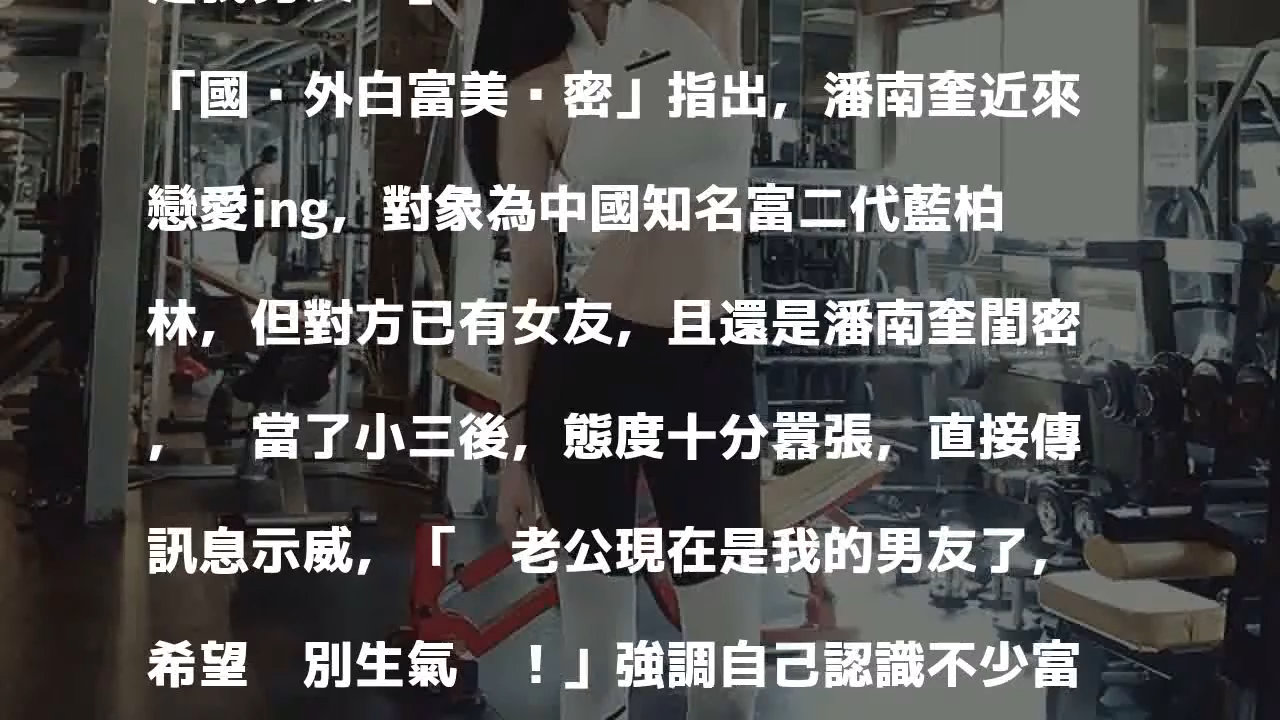 「國·外白富美·密」指出，潘南奎近來
戀愛ing，對象為中國知名富二代藍柏
林，但對方已有女友，且還是潘南奎閨密
，　當了小三後，態度十分囂張，直接傳
訊息示威，「　老公現在是我的男友了，
希望　別生氣　！」強調自己認識不少富